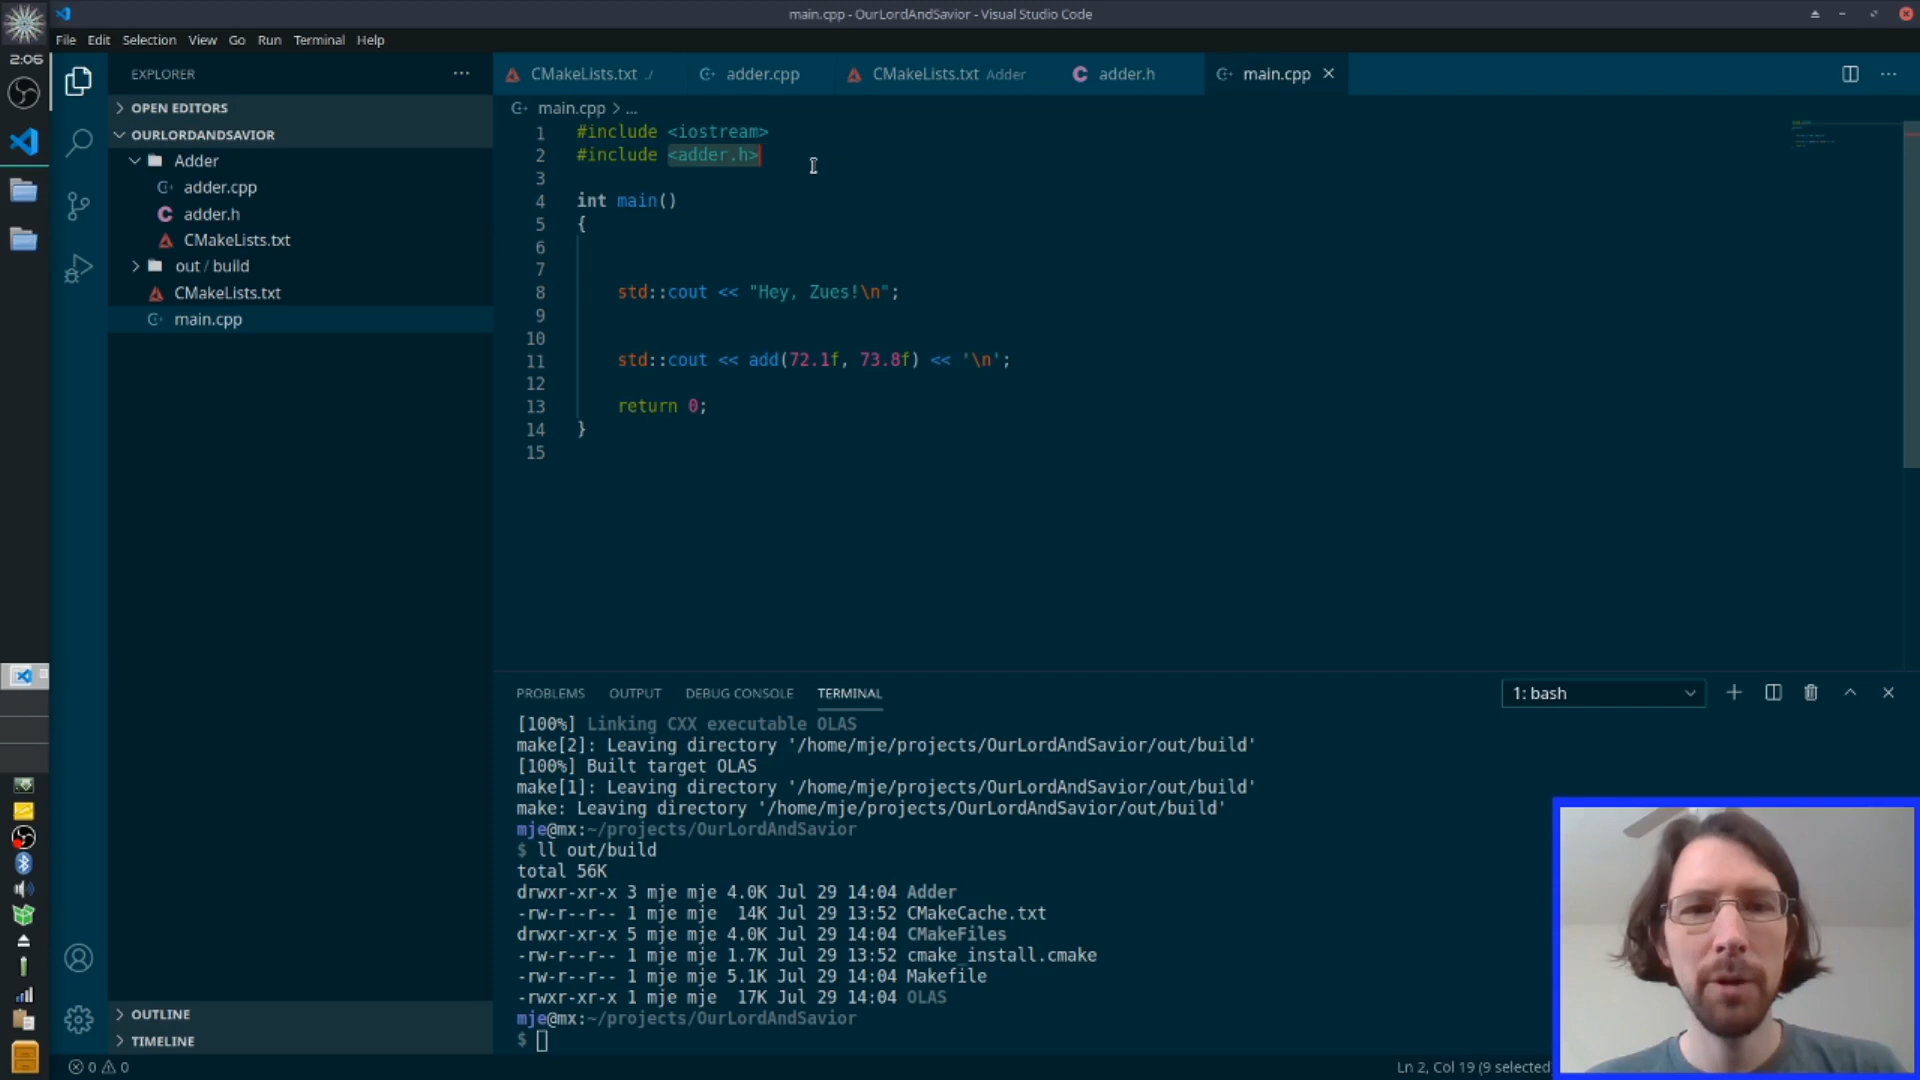 main.cpp - OurLordAndSavior - Visual Studio Code
File Edit Selection View Go Run Terminal Help
2:06
EXPLORER
OPEN EDITORS
OURLORDANDSAVIOR
Adder
adder.cpp
adder.h
CMakeLists.txt
out / build
CMakeLists.txt
main.cpp
OUTLINE
TIMELINE
CMakeLists.txt ./ adder.cpp CMakeLists.txt Adder adder.h main.cpp
main.cpp > ...
1 #include <iostream>
2 #include <adder.h>
3
4 int main()
5 {
6
7
8 std::cout << "Hey, Zues!\n";
9
10
11 std::cout << add(72.1f, 73.8f) << '\n';
12
13 return 0;
14 }
15
PROBLEMS OUTPUT DEBUG CONSOLE TERMINAL 1: bash
[100%] Linking CXX executable OLAS
make[2]: Leaving directory '/home/mje/projects/OurLordAndSavior/out/build'
[100%] Built target OLAS
make[1]: Leaving directory '/home/mje/projects/OurLordAndSavior/out/build'
make: Leaving directory '/home/mje/projects/OurLordAndSavior/out/build'
mje@mx:~/projects/OurLordAndSavior
$ ll out/build
total 56K
drwxr-xr-x 3 mje mje 4.0K Jul 29 14:04 Adder
-rw-r--r-- 1 mje mje 14K Jul 29 13:52 CMakeCache.txt
drwxr-xr-x 5 mje mje 4.0K Jul 29 14:04 CMakeFiles
-rw-r--r-- 1 mje mje 1.7K Jul 29 13:52 cmake_install.cmake
-rw-r--r-- 1 mje mje 5.1K Jul 29 14:04 Makefile
-rwxr-xr-x 1 mje mje 17K Jul 29 14:04 OLAS
mje@mx:~/projects/OurLordAndSavior
$
0 0
Ln 2, Col 19 (9 selected)